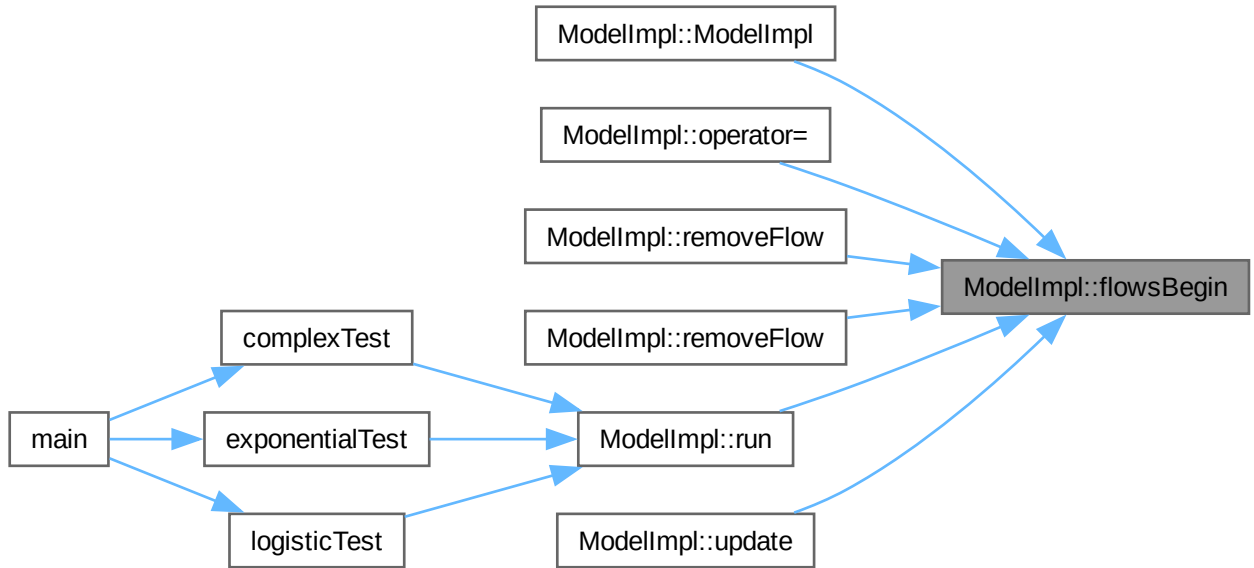 ModelImpl::ModelImpl
ModelImpl::operator=
ModelImpl::removeFlow
ModelImpl::flowsBegin
ModelImpl::removeFlow
complexTest
main
exponentialTest
ModelImpl::run
logisticTest
ModelImpl::update